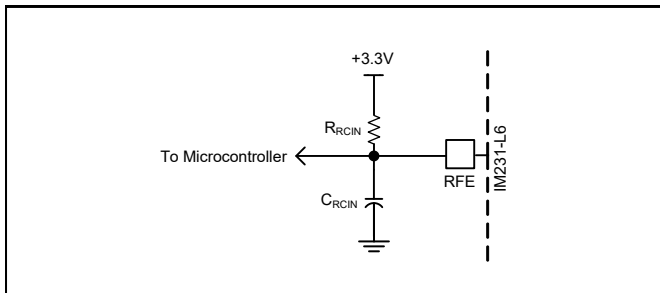 +3.3V
RRCIN
To Microcontroller
IM231-L6
RFE
CRCIN